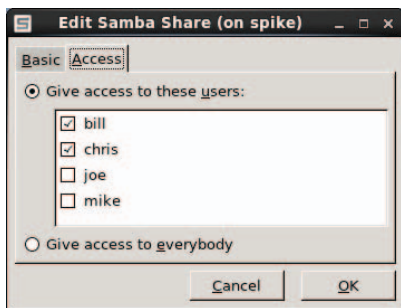 Edit Samba Share (on spike)
Basic Access
Give access to these users:
bill
chris
joe
mike
Give access to everybody
Cancel OK